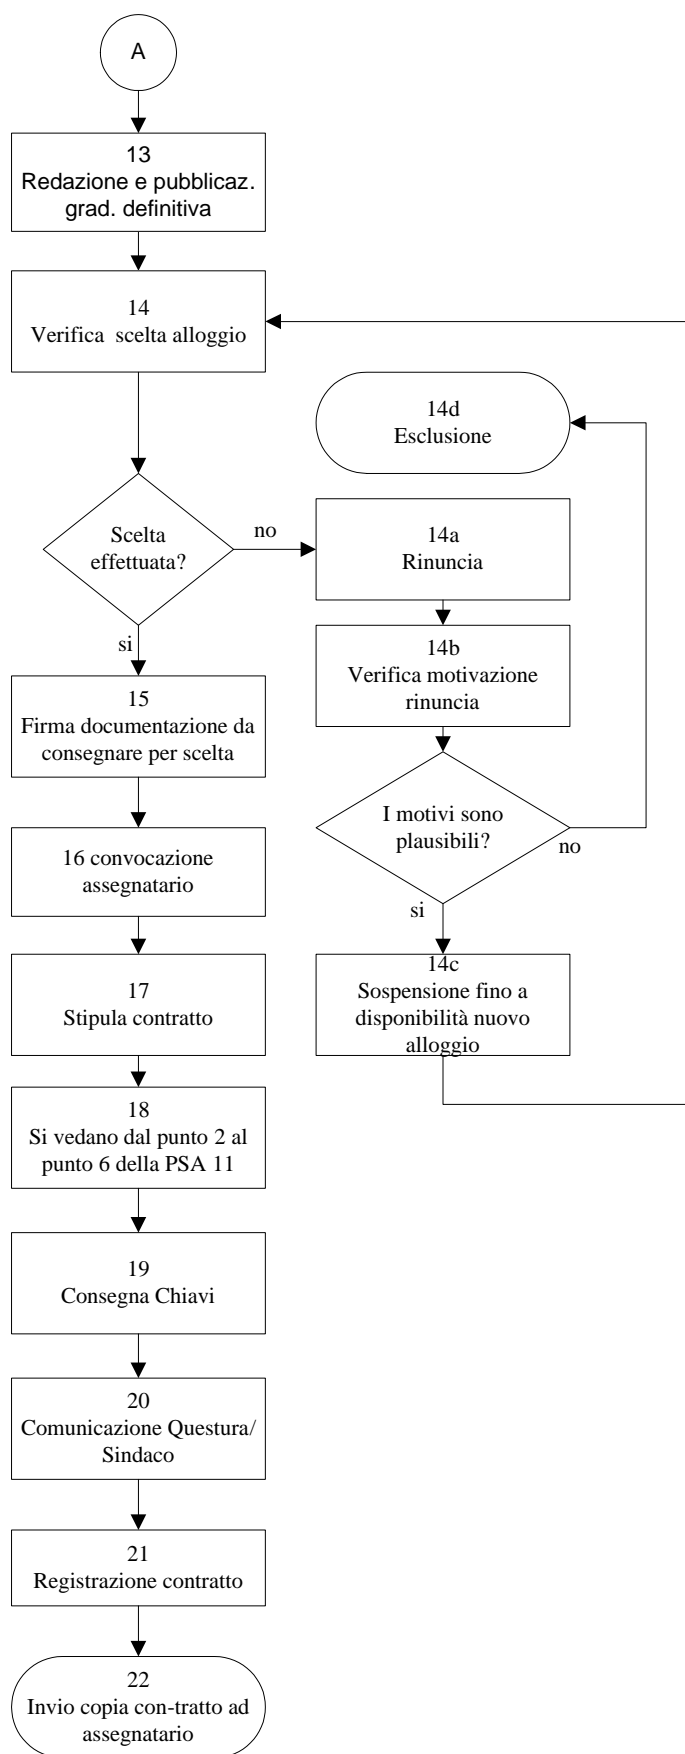 A
13
Redazione e pubblicaz.
grad. definitiva
14
Verifica  scelta alloggio
14d
Esclusione
Scelta
effettuata?
no
14a
Rinuncia
si
14b
Verifica motivazione
rinuncia
15
Firma documentazione da
consegnare per scelta
I motivi sono
plausibili?
no
16 convocazione
assegnatario
si
17
Stipula contratto
14c
Sospensione fino a
disponibilità nuovo
alloggio
18
Si vedano dal punto 2 al
punto 6 della PSA 11
19
Consegna Chiavi
20
Comunicazione Questura/
Sindaco
21
Registrazione contratto
22
Invio copia con-tratto ad
assegnatario